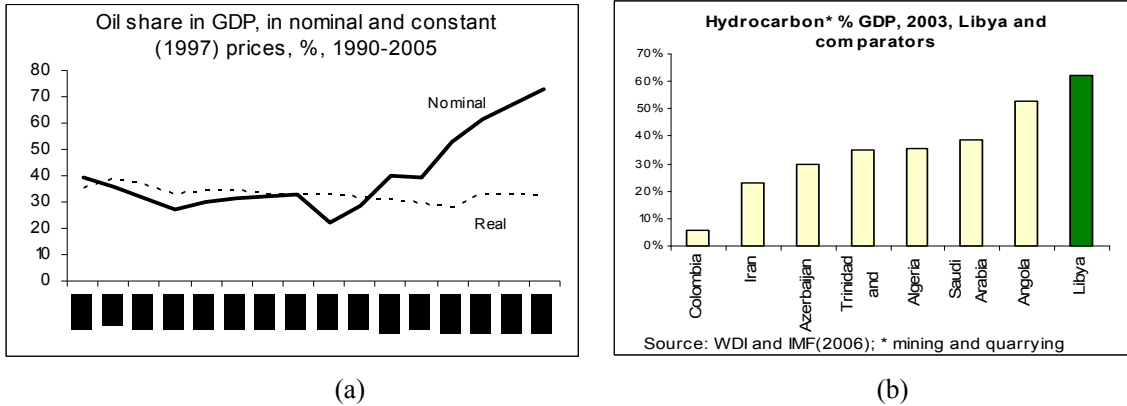 Oil share in GDP, in nominal and constant
(1997) prices, %, 1990-2005
80
70
60
50
40
30
20
10
0
Nominal
Real
(a)
Hydrocarbon* % GDP, 2003, Libya and
comparators
70%
60%
50%
40%
30%
20%
10%
0%
Colombia
Iran
Azerbaijan
Trinidad
and
Algeria
Saudi
Arabia
Angola
Libya
Source: WDI and IMF(2006); * mining and quarrying
(b)